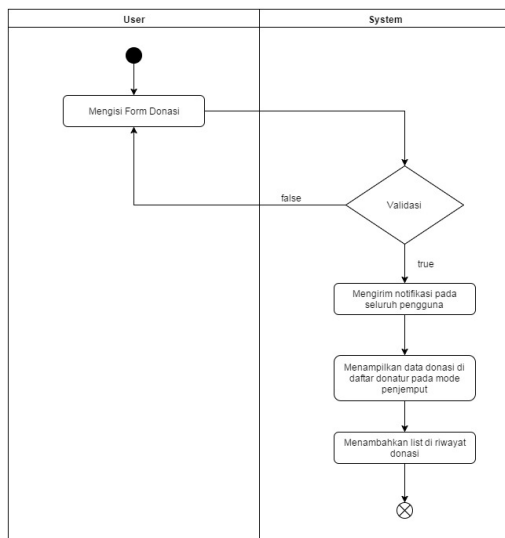 User
System
Mengisi Form Donasi
false
Validasi
true
Mengirim notifikasi pada
seluruh pengguna
Menampilkan data donasi di
daftar donatur pada mode
penjemput
Menambahkan list di riwayat
donasi